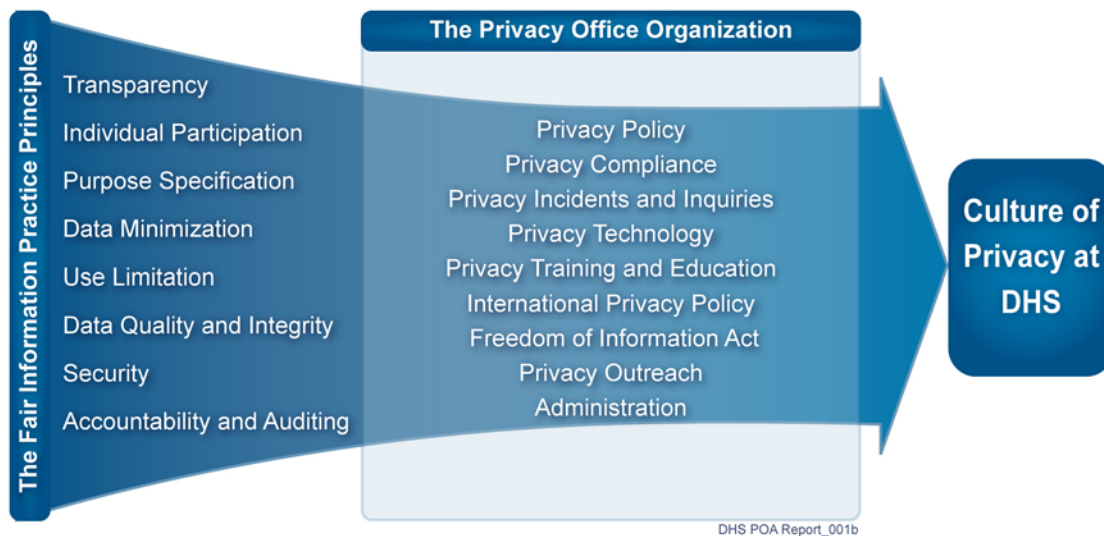 The Fair Information Practice Principles
Transparency
Individual Participation
Purpose Specification
Data Minimization
Use Limitation
Data Quality and Integrity
Security
Accountability and Auditing
The Privacy Office Organization
Privacy Policy
Privacy Compliance
Privacy Incidents and Inquiries
Privacy Technology
Privacy Training and Education
International Privacy Policy
Freedom of Information Act
Privacy Outreach
Administration
Culture of
Privacy at
DHS
DHS POA Report_001b